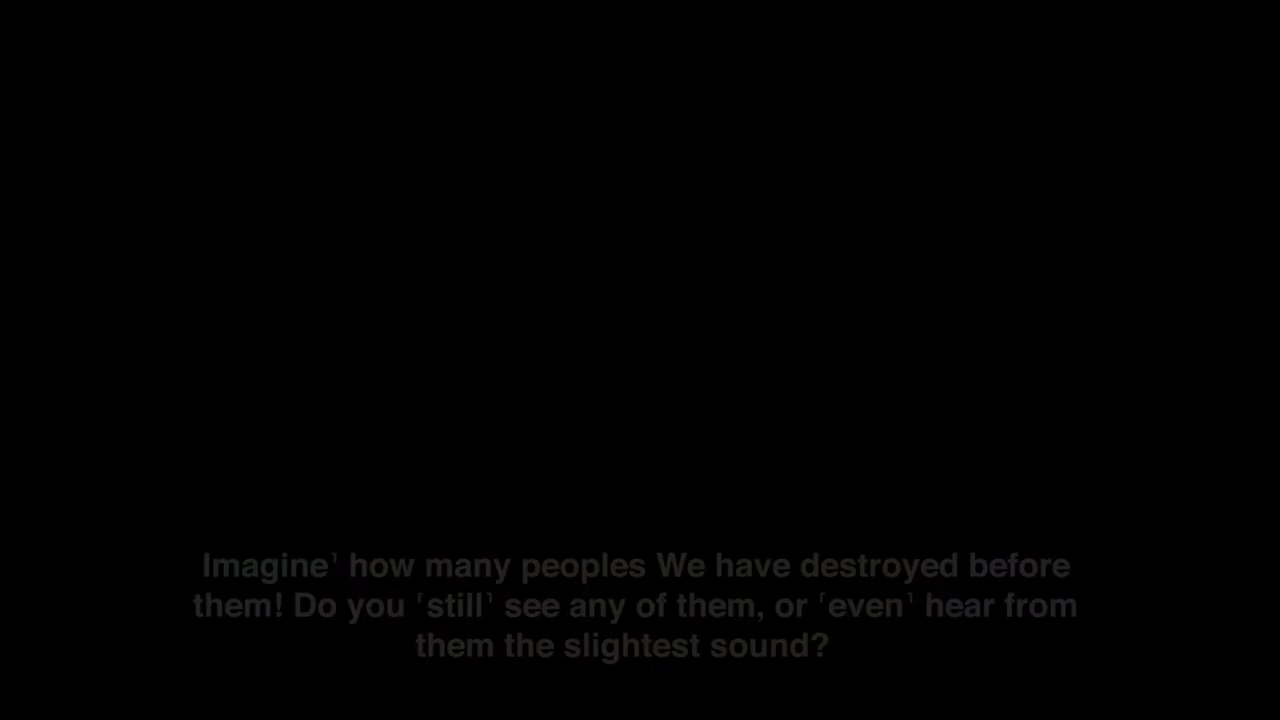 Imagine˺ how many peoples We have destroyed before
them! Do you ˹still˺ see any of them, or ˹even˺ hear from
them the slightest sound?